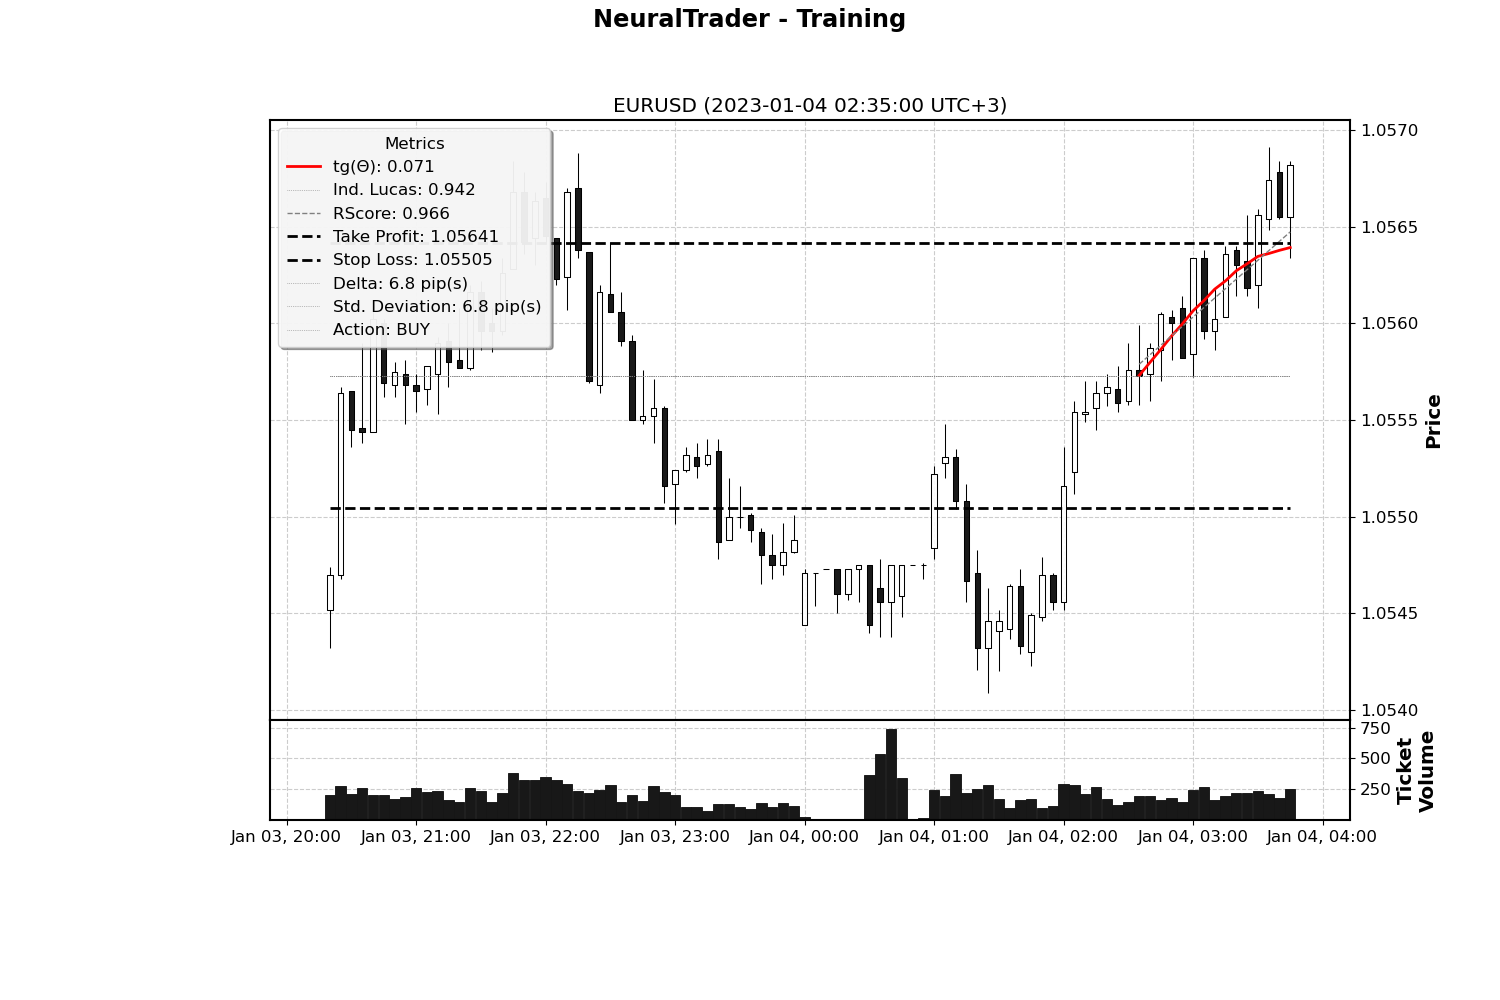 NeuralTrader - Training
EURUSD (2023-01-04 02:35:00 UTC+3)
Metrics
tg(Θ): 0.071
Ind. Lucas: 0.942
RScore: 0.966
Take Profit: 1.05641
Stop Loss: 1.05505
Delta: 6.8 pip(s)
Std. Deviation: 6.8 pip(s)
Action: BUY
1.0570
1.0565
1.0560
1.0555
1.0550
1.0545
1.0540
Price
750
500
250
Ticket
Volume
Jan 03, 20:00
Jan 03, 21:00
Jan 03, 22:00
Jan 03, 23:00
Jan 04, 00:00
Jan 04, 01:00
Jan 04, 02:00
Jan 04, 03:00
Jan 04, 04:00